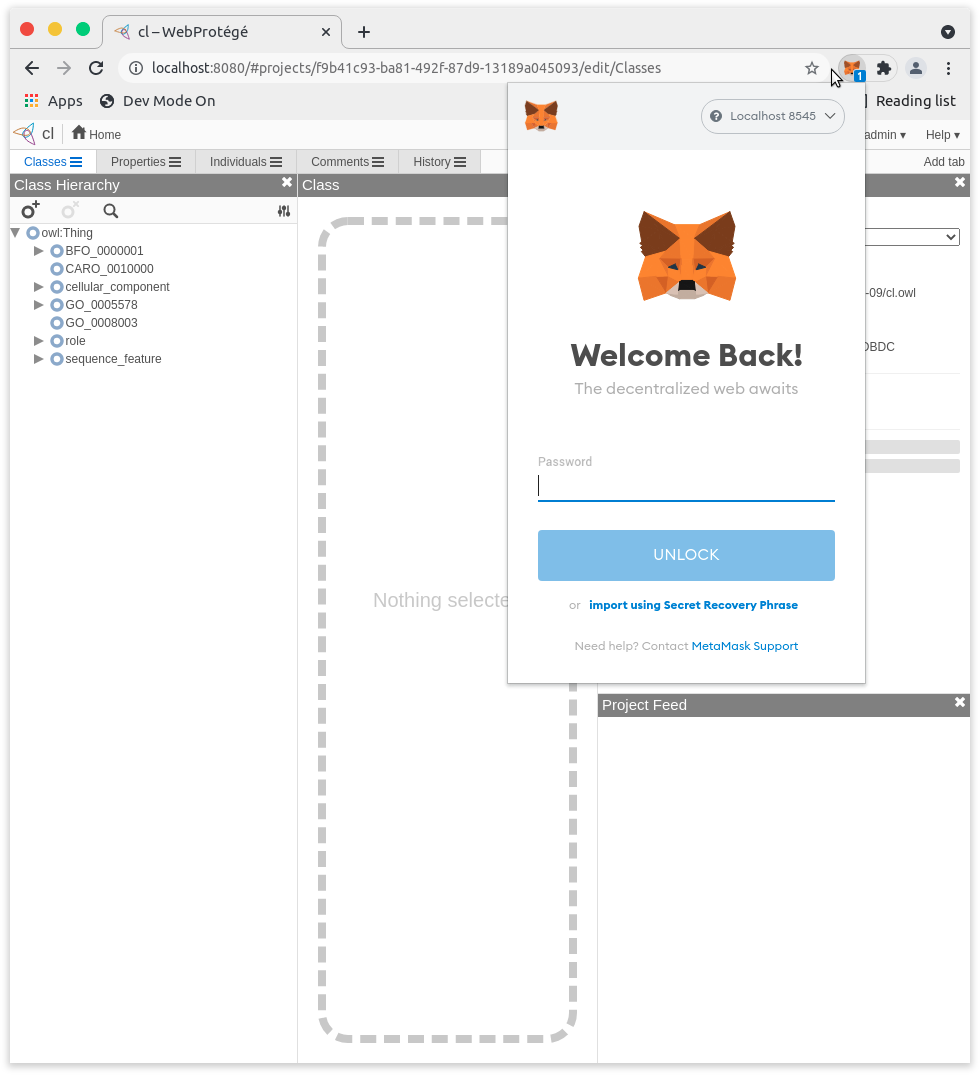 cl – WebProtégé
localhost:8080/#projects/f9b41c93-ba81-492f-87d9-13189a045093/edit/Classes
1
Apps
Dev Mode On
Reading list
cl
Home
admin ▾
Help ▾
Classes
Properties
Individuals
Comments
History
Add tab
Class Hierarchy
Class
owl:Thing
BFO_0000001
CARO_0010000
cellular_component
GO_0005578
GO_0008003
role
sequence_feature
Nothing selecte
Localhost 8545
Welcome Back!
The decentralized web awaits
Password
UNLOCK
or import using Secret Recovery Phrase
Need help? Contact MetaMask Support
-09/cl.owl
OBDC
Project Feed